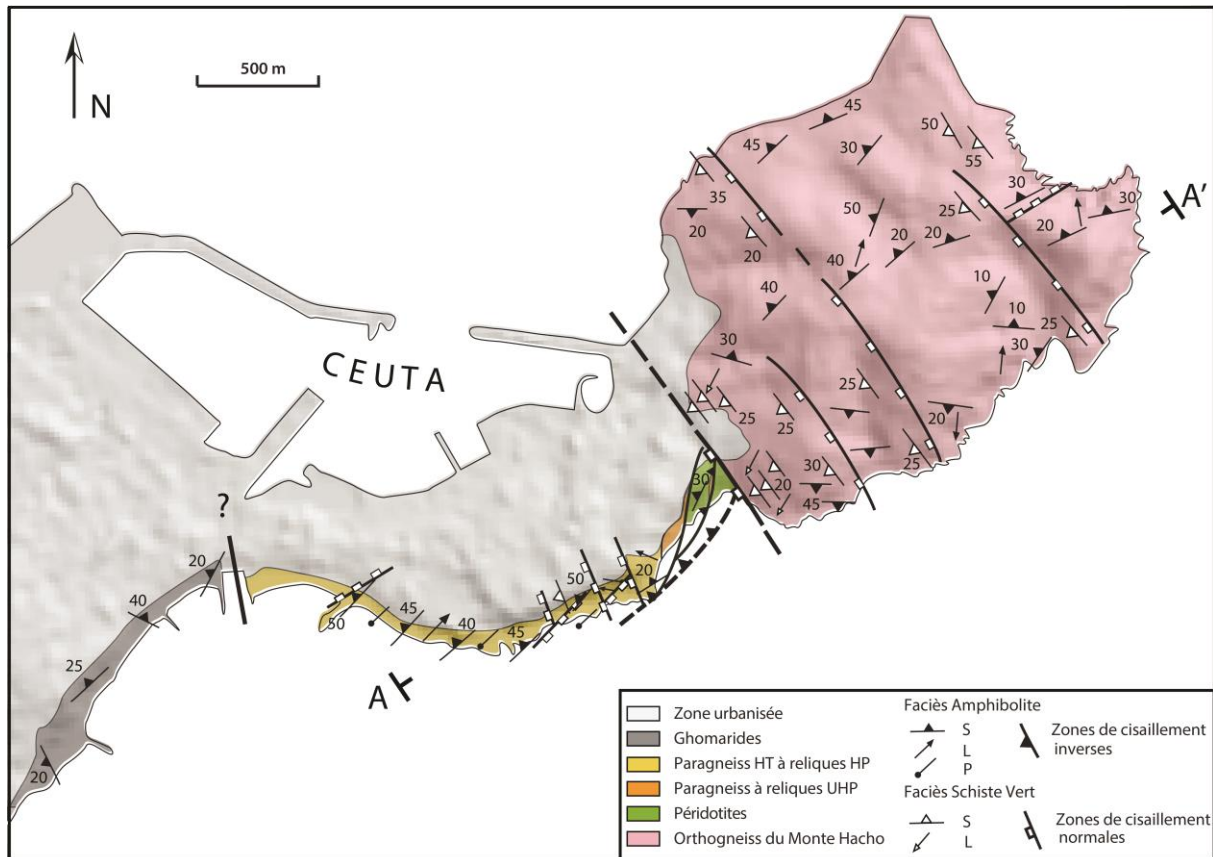 N
500 m
CEUTA
?
A
A'
45
45
30
50
55
35
20
20
50
20
20
25
30
20
30
40
40
10
10
25
30
30
25
25
20
25
30
20
45
30
20
50
20
40
25
20
50
45
40
45
Zone urbanisée
Ghomarides
Paragneiss HT à reliques HP
Paragneiss à reliques UHP
Péridotites
Orthogneiss du Monte Hacho
Faciès Amphibolite
S
L
P
Zones de cisaillement
inverses
Faciès Schiste Vert
S
L
Zones de cisaillement
normales